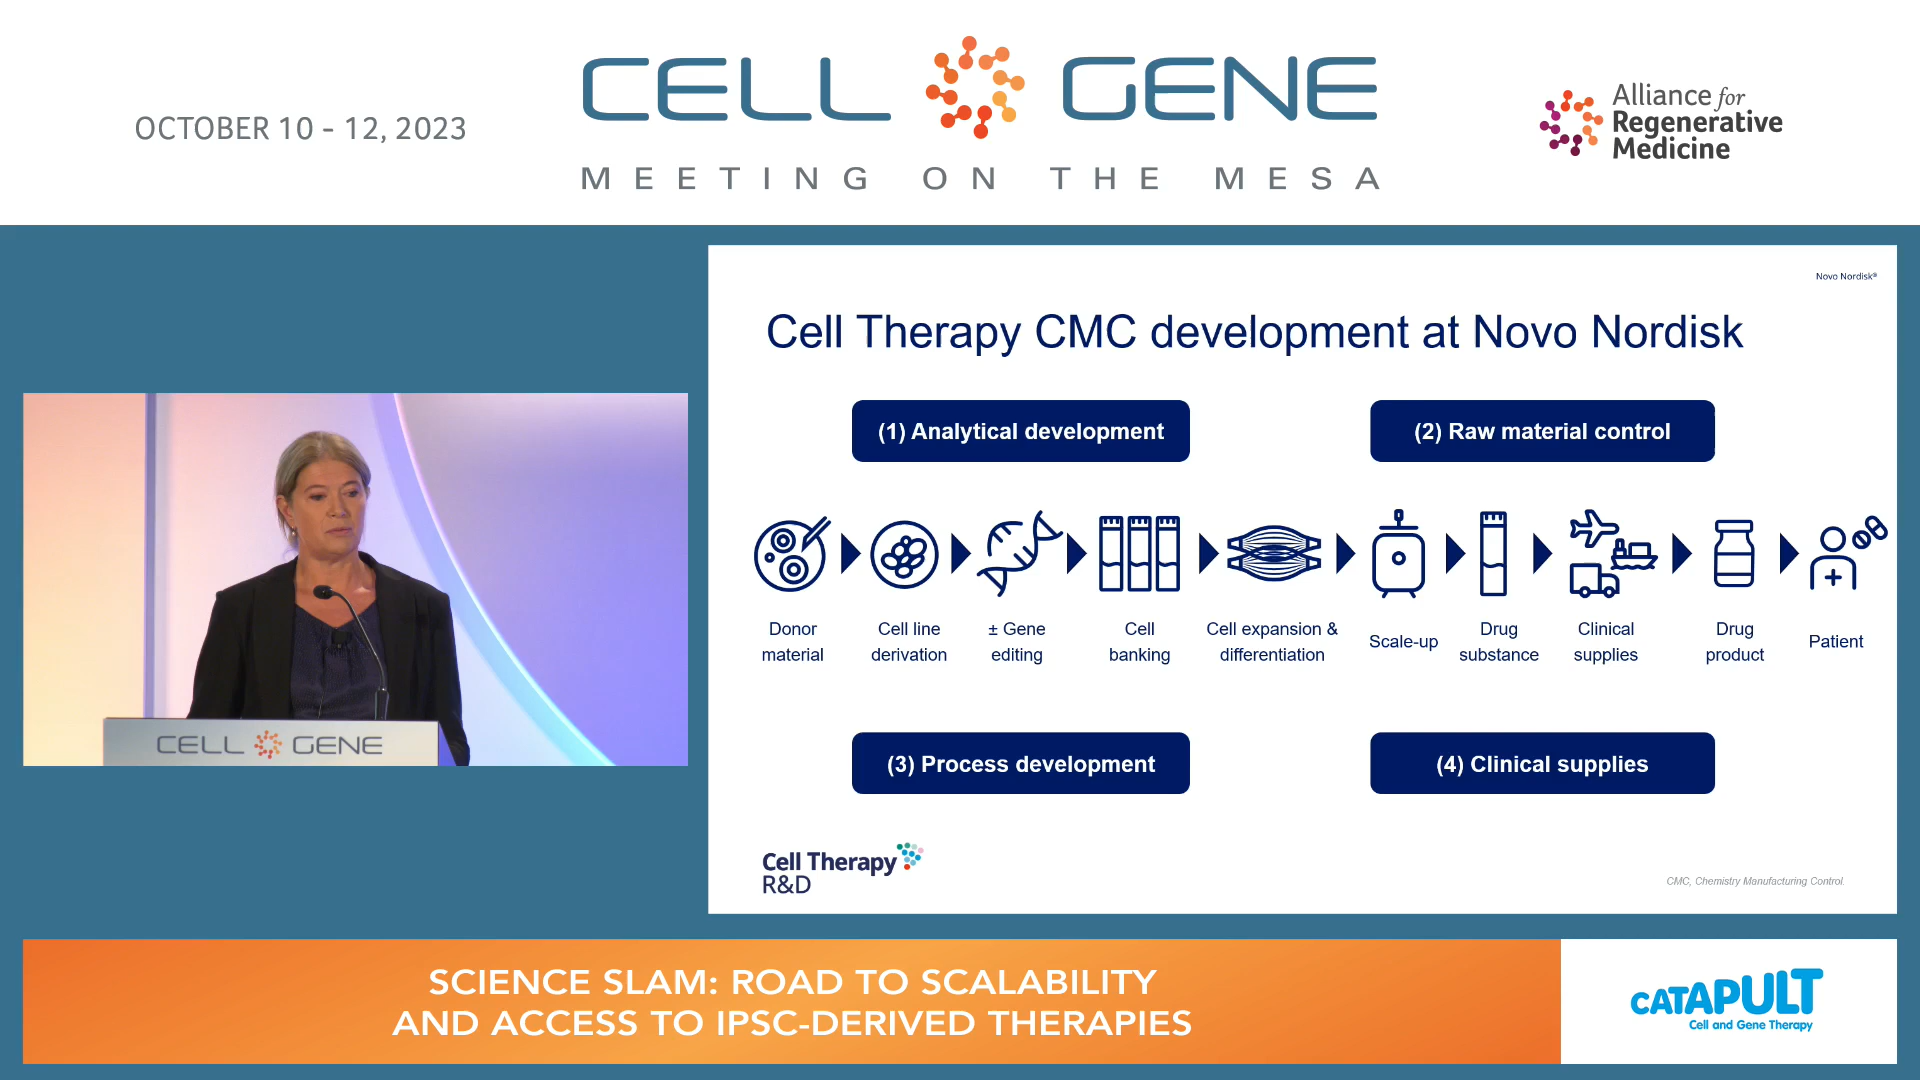 OCTOBER 10 - 12, 2023
CELL GENE
MEETING ON THE MESA
Alliance for
Regenerative
Medicine
Novo Nordisk®
Cell Therapy CMC development at Novo Nordisk
(1) Analytical development
(2) Raw material control
Donor
material
Cell line
derivation
± Gene
editing
Cell
banking
Cell expansion &
differentiation
Scale-up
Drug
substance
Clinical
supplies
Drug
product
Patient
(3) Process development
(4) Clinical supplies
Cell Therapy
R&D
CMC, Chemistry Manufacturing Control.
CELL GENE
SCIENCE SLAM: ROAD TO SCALABILITY
AND ACCESS TO IPSC-DERIVED THERAPIES
CATAPULT
Cell and Gene Therapy